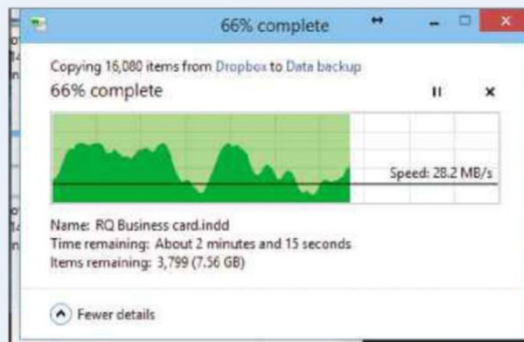 66% complete
Copying 16,080 items from Dropbox to Data backup
66% complete
Speed: 28.2 MB/s
Name: RQ Business card.indd
Time remaining: About 2 minutes and 15 seconds
Items remaining: 3,799 (7.56 GB)
Fewer details